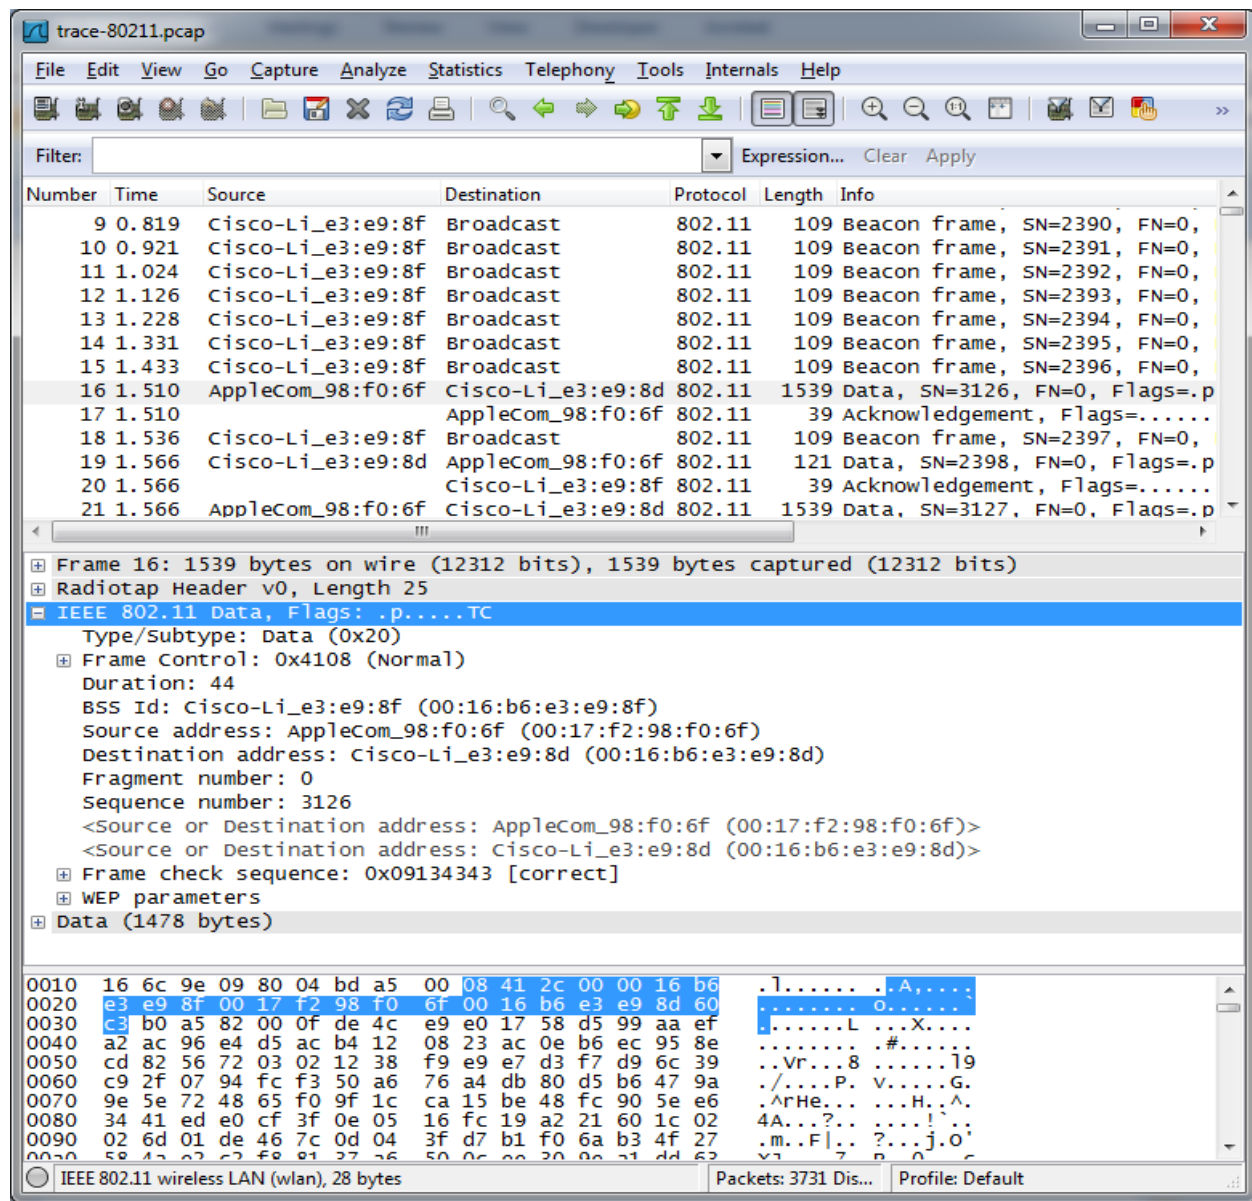 trace-80211.pcap
File Edit View Go Capture Analyze Statistics Telephony Tools Internals Help
Filter: Expression... Clear Apply
Number Time Source Destination Protocol Length Info
9 0.819 Cisco-Li_e3:e9:8f Broadcast 802.11 109 Beacon frame, SN=2390, FN=0,
10 0.921 Cisco-Li_e3:e9:8f Broadcast 802.11 109 Beacon frame, SN=2391, FN=0,
11 1.024 Cisco-Li_e3:e9:8f Broadcast 802.11 109 Beacon frame, SN=2392, FN=0,
12 1.126 Cisco-Li_e3:e9:8f Broadcast 802.11 109 Beacon frame, SN=2393, FN=0,
13 1.228 Cisco-Li_e3:e9:8f Broadcast 802.11 109 Beacon frame, SN=2394, FN=0,
14 1.331 Cisco-Li_e3:e9:8f Broadcast 802.11 109 Beacon frame, SN=2395, FN=0,
15 1.433 Cisco-Li_e3:e9:8f Broadcast 802.11 109 Beacon frame, SN=2396, FN=0,
16 1.510 AppleCom_98:f0:6f Cisco-Li_e3:e9:8d 802.11 1539 Data, SN=3126, FN=0, Flags=.p
17 1.510 AppleCom_98:f0:6f 802.11 39 Acknowledgement, Flags=......
18 1.536 Cisco-Li_e3:e9:8f Broadcast 802.11 109 Beacon frame, SN=2397, FN=0,
19 1.566 Cisco-Li_e3:e9:8d AppleCom_98:f0:6f 802.11 121 Data, SN=2398, FN=0, Flags=.p
20 1.566 Cisco-Li_e3:e9:8f 802.11 39 Acknowledgement, Flags=......
21 1.566 AppleCom_98:f0:6f Cisco-Li_e3:e9:8d 802.11 1539 Data, SN=3127, FN=0, Flags=.p
Frame 16: 1539 bytes on wire (12312 bits), 1539 bytes captured (12312 bits)
Radiotap Header v0, Length 25
IEEE 802.11 Data, Flags: .p.....TC
Type/Subtype: Data (0x20)
Frame Control: 0x4108 (Normal)
Duration: 44
BSS Id: Cisco-Li_e3:e9:8f (00:16:b6:e3:e9:8f)
Source address: AppleCom_98:f0:6f (00:17:f2:98:f0:6f)
Destination address: Cisco-Li_e3:e9:8d (00:16:b6:e3:e9:8d)
Fragment number: 0
Sequence number: 3126
<Source or Destination address: AppleCom_98:f0:6f (00:17:f2:98:f0:6f)>
<Source or Destination address: Cisco-Li_e3:e9:8d (00:16:b6:e3:e9:8d)>
Frame check sequence: 0x09134343 [correct]
WEP parameters
Data (1478 bytes)
0010 16 6c 9e 09 80 04 bd a5 00 08 41 2c 00 00 16 b6 .l...... ..A,....
0020 e3 e9 8f 00 17 f2 98 f0 6f 00 16 b6 e3 e9 8d 60 ........ o......`
0030 c3 b0 a5 82 00 0f de 4c e9 e0 17 58 d5 99 aa ef .......L ...X....
0040 a2 ac 96 e4 d5 ac b4 12 08 23 ac 0e b6 ec 95 8e ........ .#......
0050 cd 82 56 72 03 02 12 38 f9 e9 e7 d3 f7 d9 6c 39 ..Vr...8 ......l9
0060 c9 2f 07 94 fc f3 50 a6 76 a4 db 80 d5 b6 47 9a ./....P. v.....G.
0070 9e 5e 72 48 65 f0 9f 1c ca 15 be 48 fc 90 5e e6 .^rHe... ...H..^.
0080 34 41 ed e0 cf 3f 0e 05 16 fc 19 a2 21 60 1c 02 4A...?.. ....!`..
0090 02 6d 01 de 46 7c 0d 04 3f d7 b1 f0 6a b3 4f 27 .m..F|.. ?...j.O'
IEEE 802.11 wireless LAN (wlan), 28 bytes Packets: 3731 Dis... Profile: Default